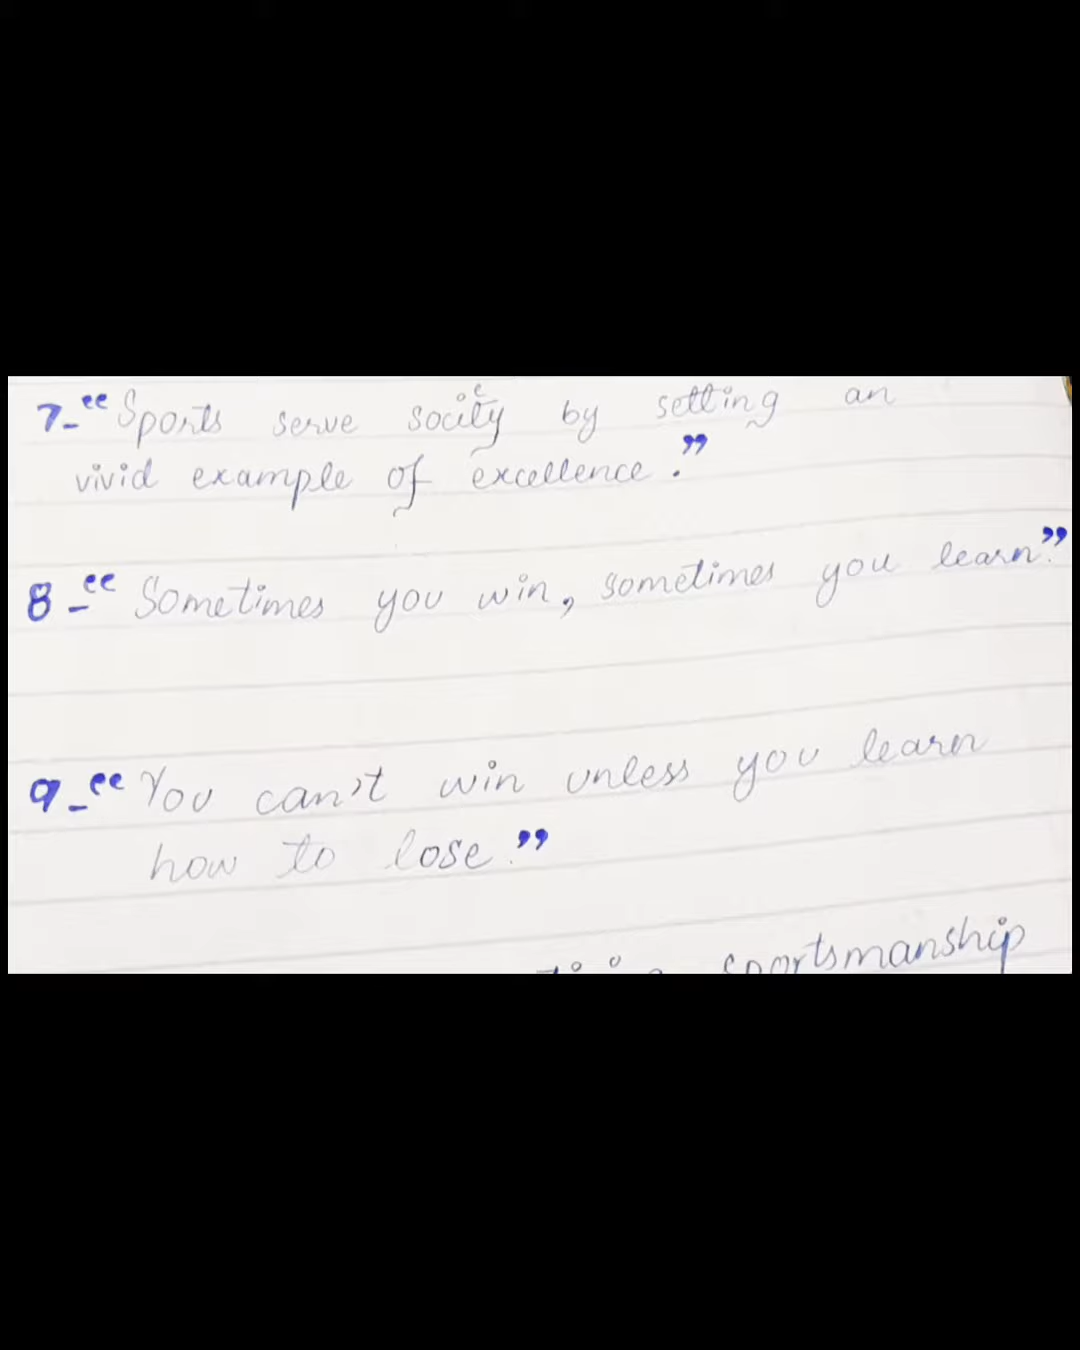 7-“Sports serve society by setting an
vivid example of excellence.”
8-“Sometimes you win, sometimes you learn.”
9-“You can't win unless you learn
how to lose.”
sportsmanship